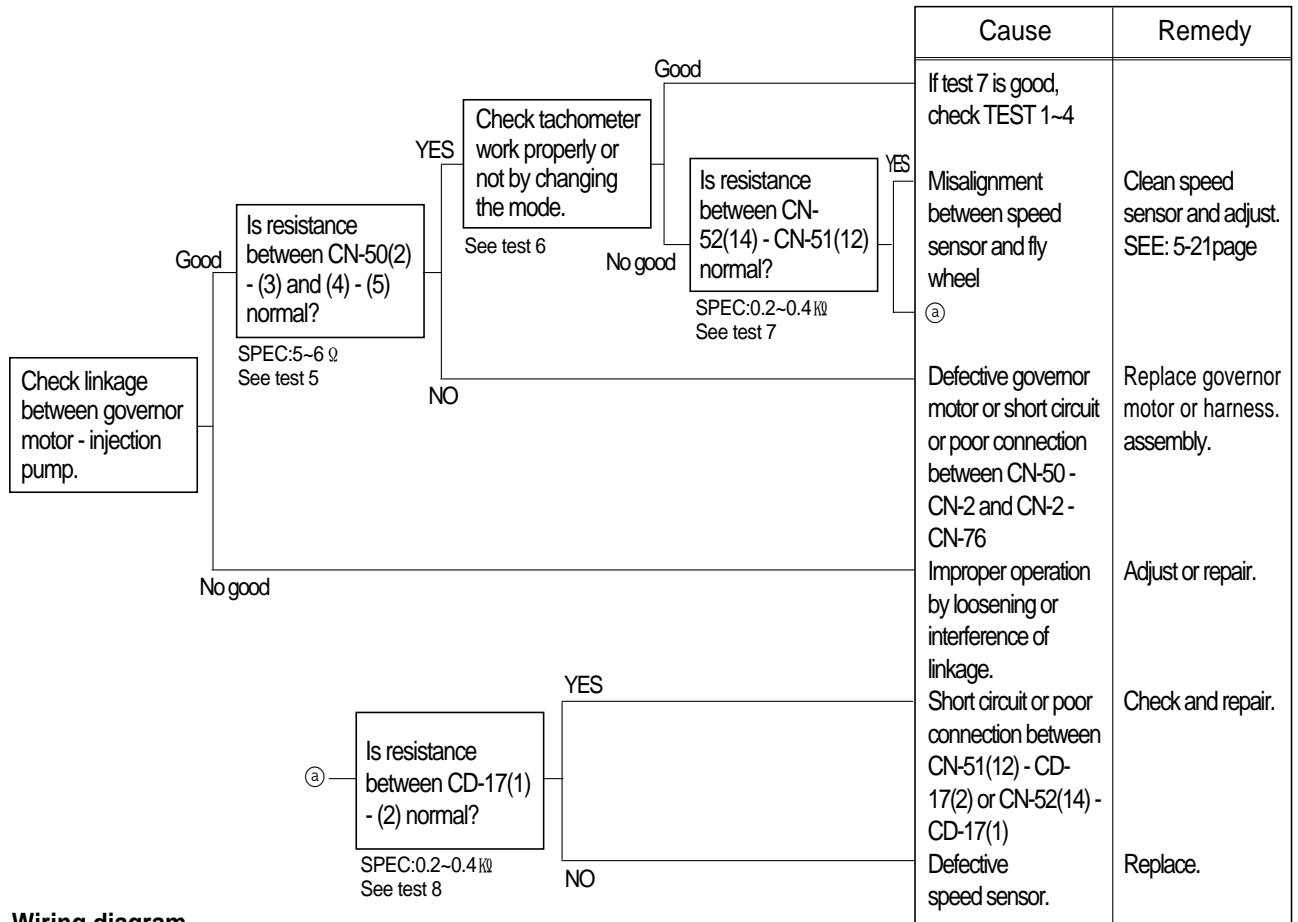 Cause
Remedy
Good
If test 7 is good,
check TEST 1~4
YES
Check tachometer
work properly or
not by changing
the mode.
See test 6
No good
Is resistance
between CN-
52(14) - CN-51(12)
normal?
SPEC:0.2~0.4 kΩ
See test 7
YES
Misalignment
between speed
sensor and fly
wheel
Clean speed
sensor and adjust.
SEE: 5-21page
ⓐ
Good
Is resistance
between CN-50(2)
- (3) and (4) - (5)
normal?
SPEC:5~6 Ω
See test 5
NO
Defective governor
motor or short circuit
or poor connection
between CN-50 -
CN-2 and CN-2 -
CN-76
Replace governor
motor or harness.
assembly.
Check linkage
between governor
motor - injection
pump.
No good
Improper operation
by loosening or
interference of
linkage.
Adjust or repair.
ⓐ
Is resistance
between CD-17(1)
- (2) normal?
SPEC:0.2~0.4 kΩ
See test 8
YES
Short circuit or poor
connection between
CN-51(12) - CD-
17(2) or CN-52(14) -
CD-17(1)
Check and repair.
NO
Defective
speed sensor.
Replace.
Wiring diagram